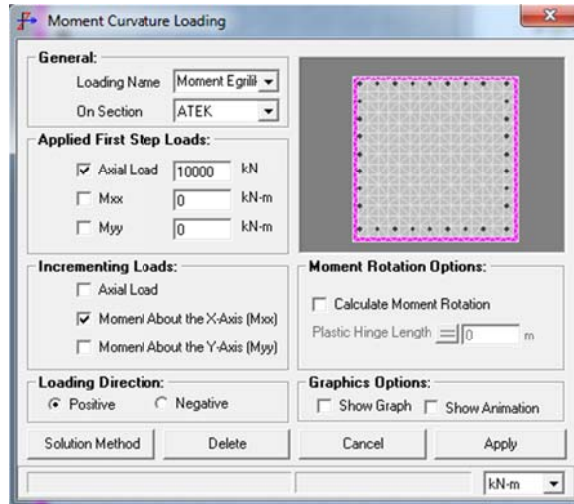 Moment Curvature Loading
General:
Loading Name Moment Egrilil
On Section ATEK
Applied First Step Loads:
Axial Load 10000 kN
Mxx 0 kN-m
Myy 0 kN-m
Incrementing Loads:
Axial Load
Moment About the X-Axis (Mxx)
Moment About the Y-Axis (Myy)
Moment Rotation Options:
Calculate Moment Rotation
Plastic Hinge Length 0 m
Loading Direction:
Positive Negative
Graphics Options:
Show Graph Show Animation
Solution Method Delete Cancel Apply
kN-m